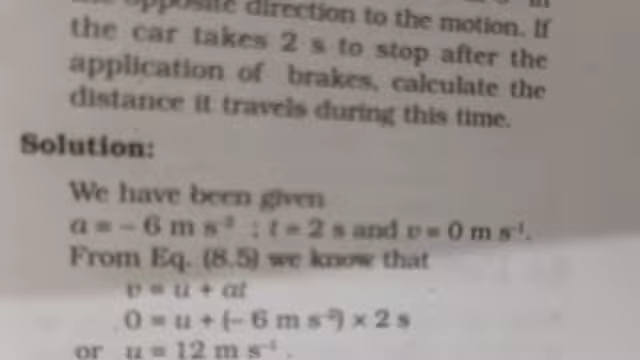 opposite direction to the motion. If
the car takes 2 s to stop after the
application of brakes, calculate the
distance it travels during this time.
Solution:
We have been given
a = – 6 m s⁻² ; t = 2 s and v = 0 m s⁻¹.
From Eq. (8.5) we know that
v = u + at
0 = u + (– 6 m s⁻²) × 2 s
or u = 12 m s⁻¹.